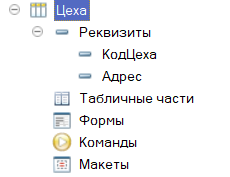 Цеха
Реквизиты
КодЦеха
Адрес
Табличные части
Формы
Команды
Макеты